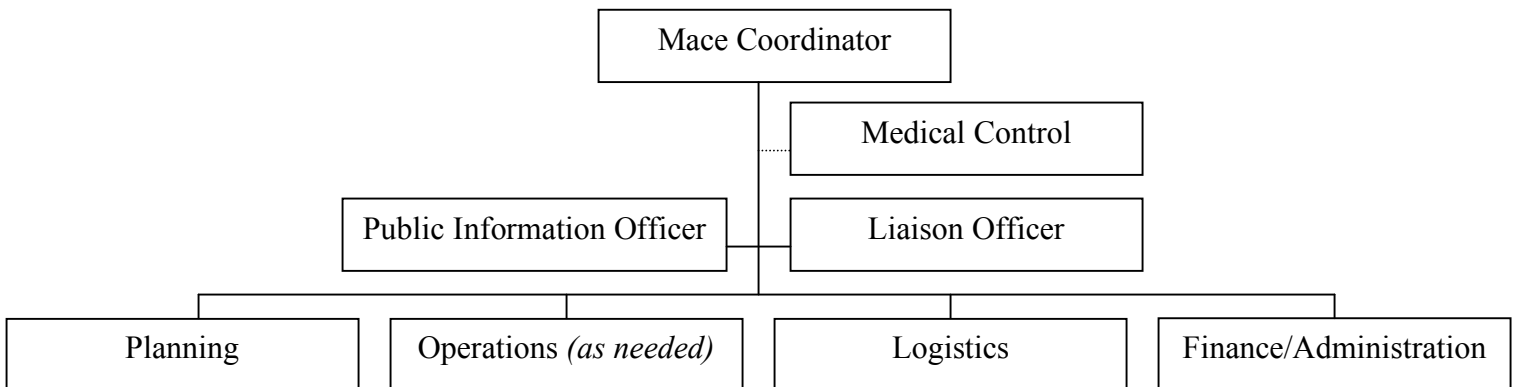 Mace Coordinator
Medical Control
Public Information Officer
Liaison Officer
Planning
Operations (as needed)
Logistics
Finance/Administration